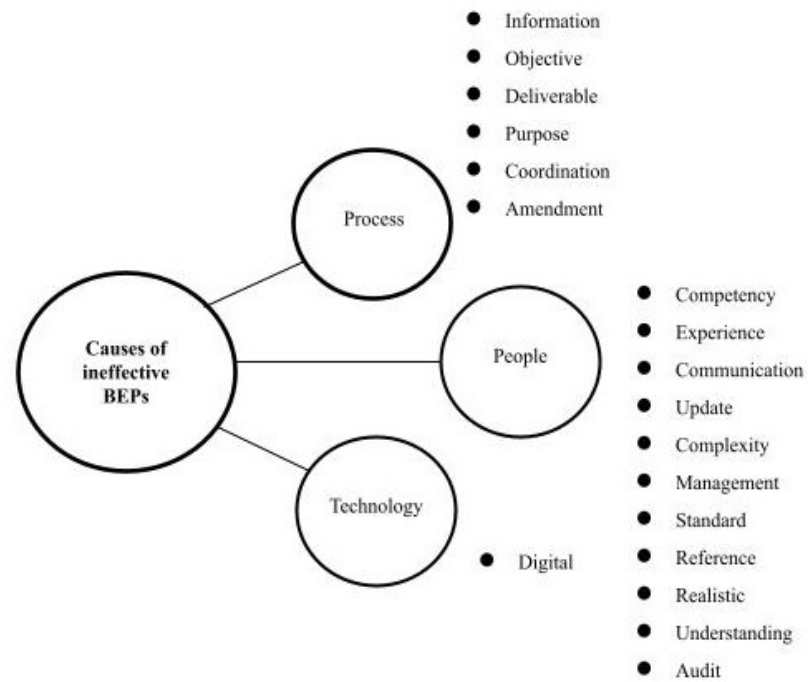 Information
Objective
Deliverable
Purpose
Coordination
Amendment
Process
Causes of
ineffective
BEPs
People
Competency
Experience
Communication
Update
Complexity
Management
Standard
Reference
Realistic
Understanding
Audit
Technology
Digital